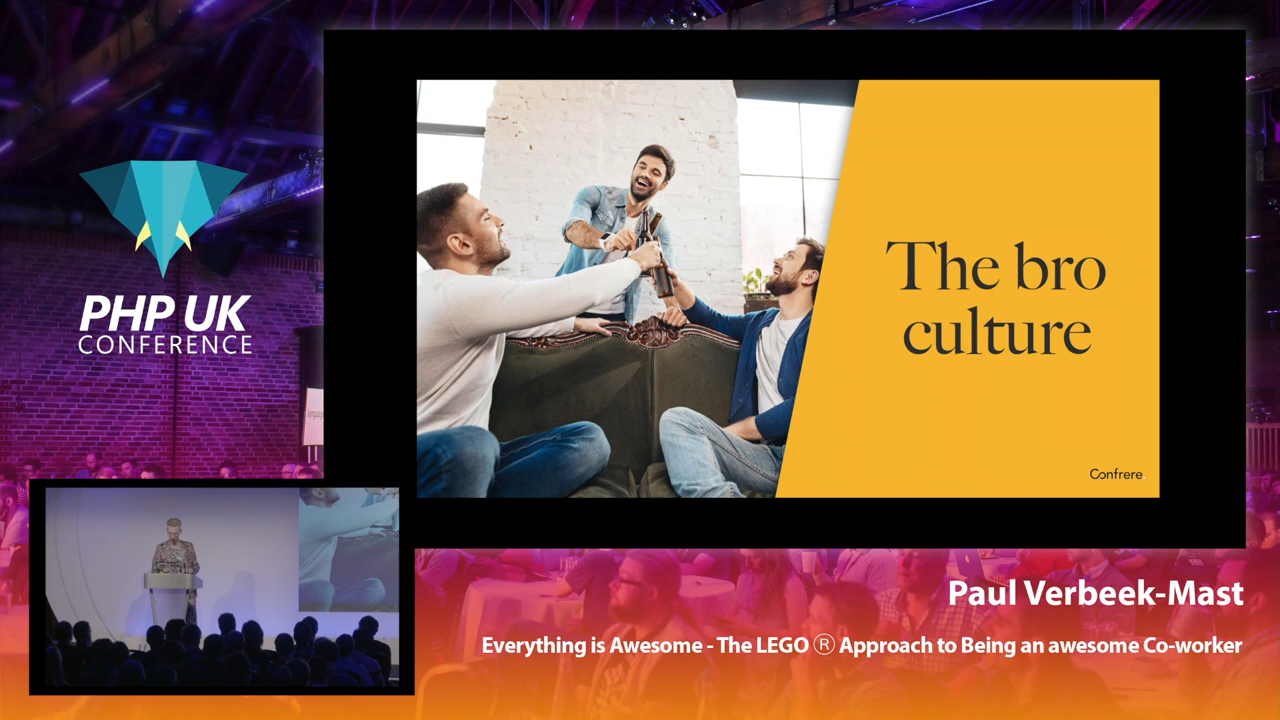 The bro
culture
Confrere
PHP UK
CONFERENCE
Paul Verbeek-Mast
Everything is Awesome - The LEGO ® Approach to Being an awesome Co-worker